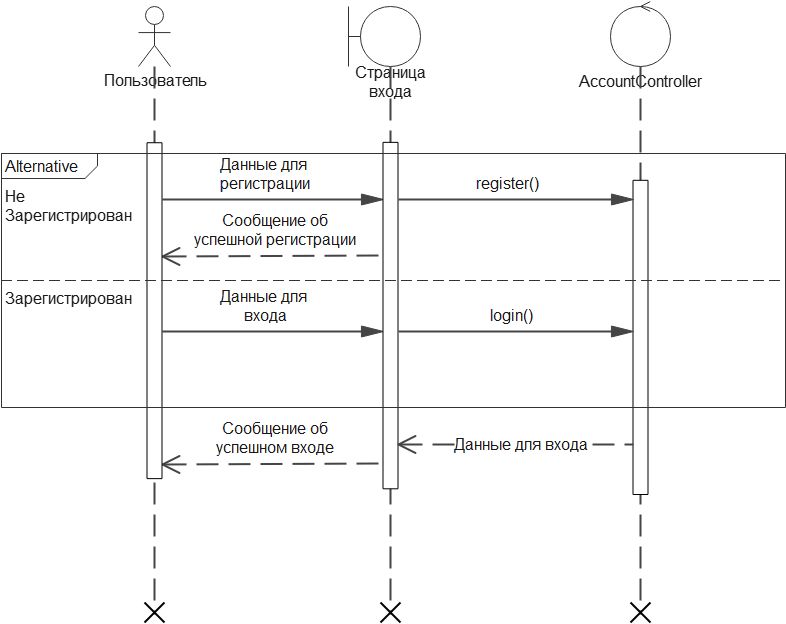 Пользователь
Страница
входа
AccountController
Alternative
Не
Зарегистрирован
Данные для
регистрации
register()
Сообщение об
успешной регистрации
Зарегистрирован
Данные для
входа
login()
Сообщение об
успешном входе
Данные для входа